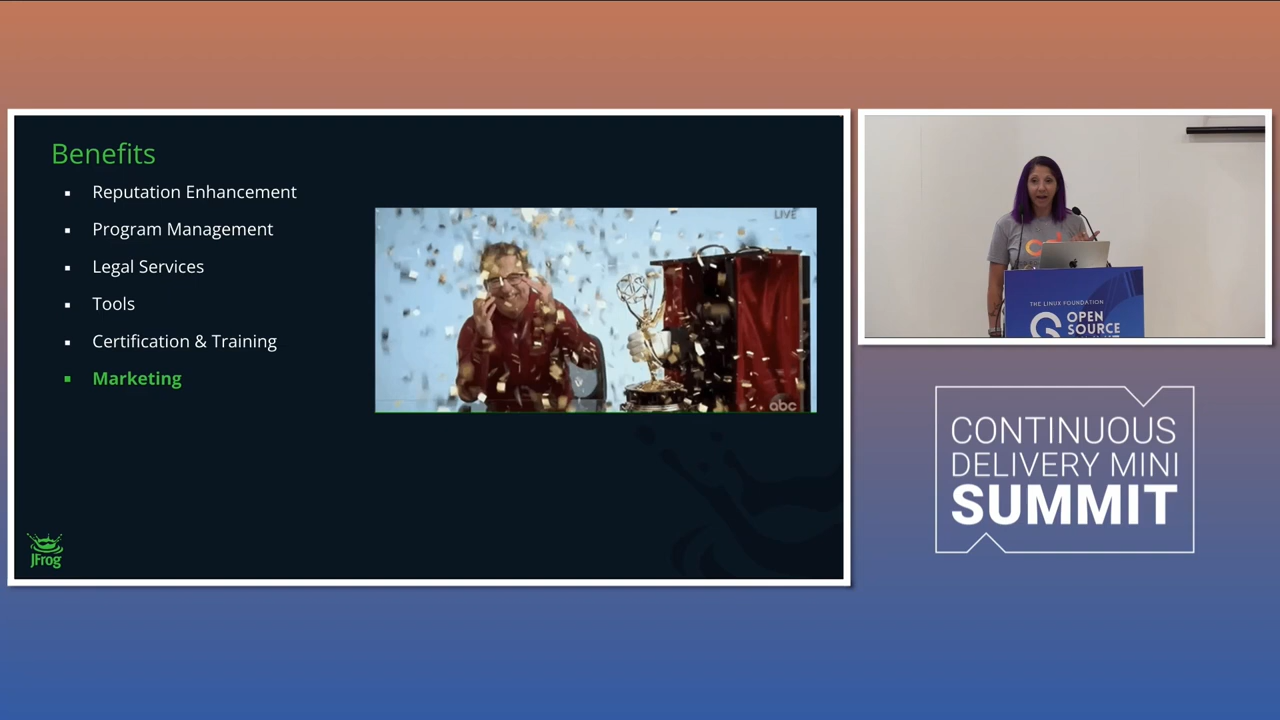 Benefits
Reputation Enhancement
Program Management
Legal Services
Tools
Certification & Training
Marketing
LIVE
abc
JFrog
THE LINUX FOUNDATION
OPEN
SOURCE
CONTINUOUS
DELIVERY MINI
SUMMIT